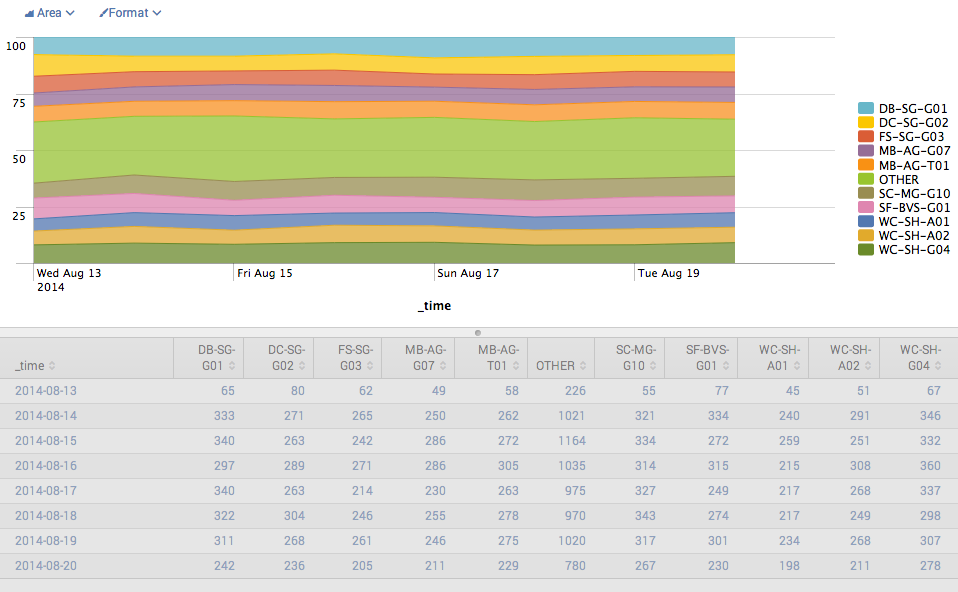 Area Format
100
75
50
25
Wed Aug 13 Fri Aug 15 Sun Aug 17 Tue Aug 19
2014
_time
DB-SG-G01
DC-SG-G02
FS-SG-G03
MB-AG-G07
MB-AG-T01
OTHER
SC-MG-G10
SF-BVS-G01
WC-SH-A01
WC-SH-A02
WC-SH-G04
_time DB-SG-G01 DC-SG-G02 FS-SG-G03 MB-AG-G07 MB-AG-T01 OTHER SC-MG-G10 SF-BVS-G01 WC-SH-A01 WC-SH-A02 WC-SH-G04
2014-08-13 65 80 62 49 58 226 55 77 45 51 67
2014-08-14 333 271 265 250 262 1021 321 334 240 291 346
2014-08-15 340 263 242 286 272 1164 334 272 259 251 332
2014-08-16 297 289 271 286 305 1035 314 315 215 308 360
2014-08-17 340 263 214 230 263 975 327 249 217 268 337
2014-08-18 322 304 246 255 278 970 343 274 217 249 298
2014-08-19 311 268 261 246 275 1020 317 301 234 268 307
2014-08-20 242 236 205 211 229 780 267 230 198 211 278